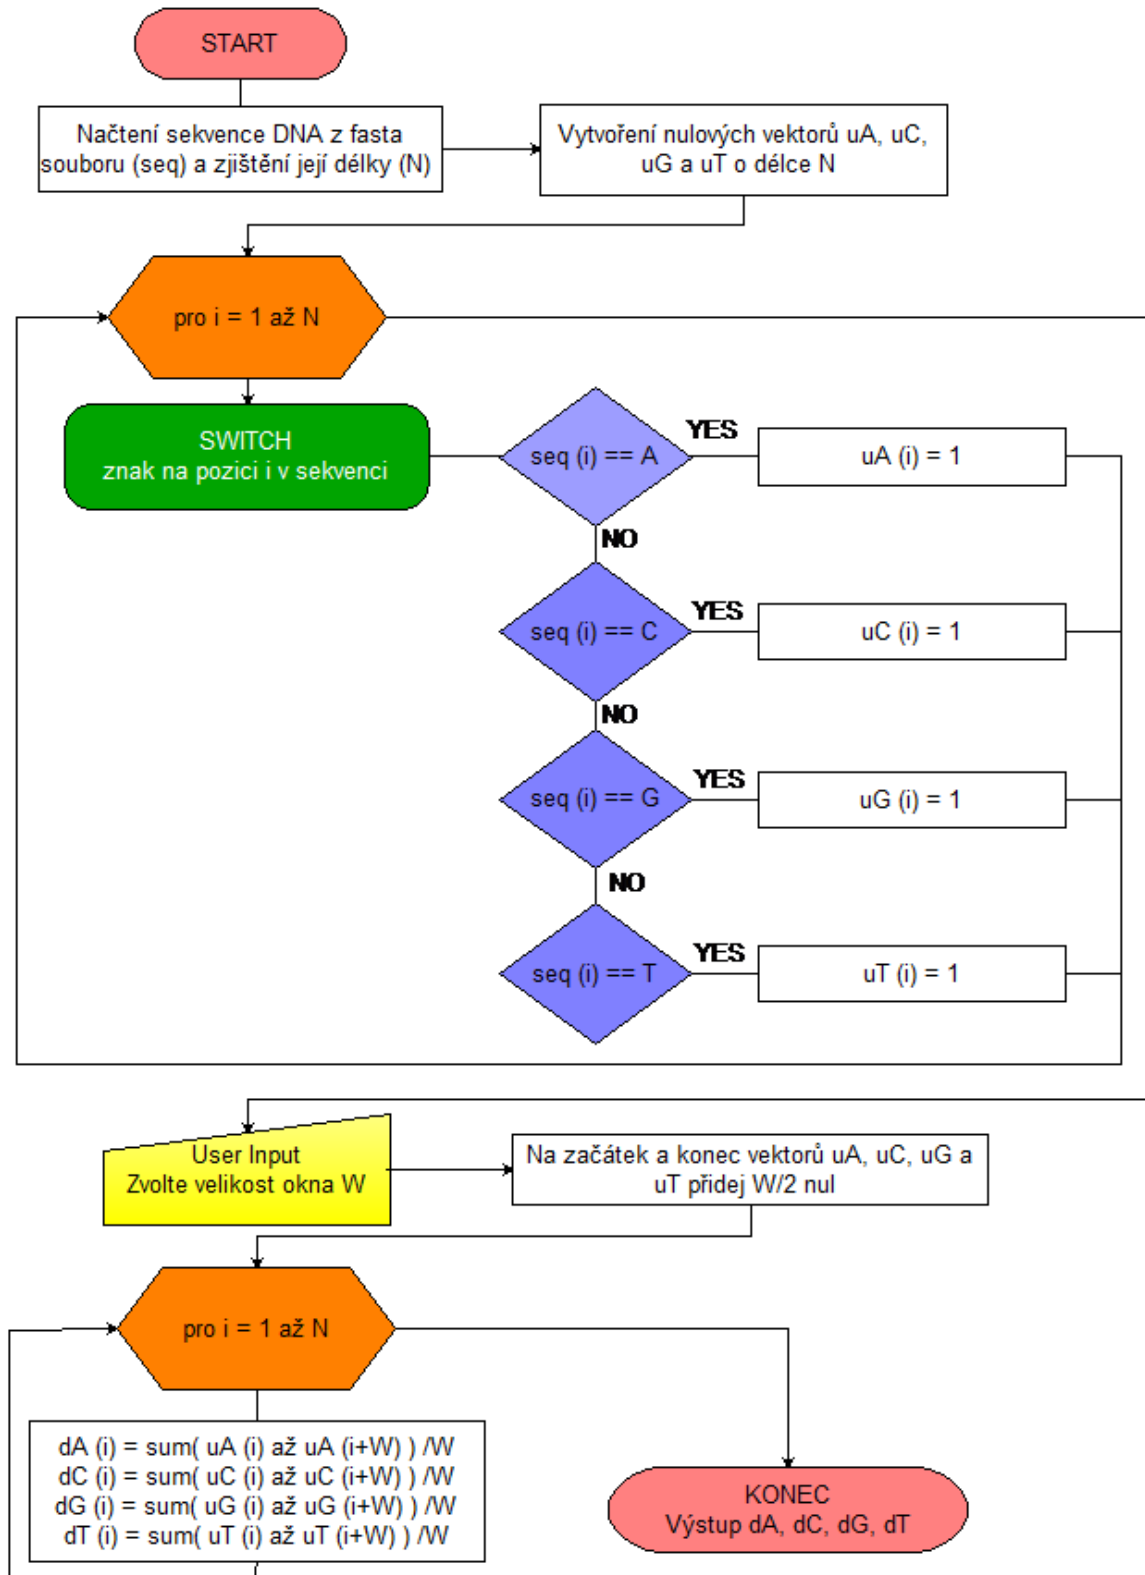 START
Načtení sekvence DNA z fasta
souboru (seq) a zjištění její délky (N)
Vytvoření nulových vektorů uA, uC,
uG a uT o délce N
pro i = 1 až N
SWITCH
znak na pozici i v sekvenci
seq (i) == A
YES
uA (i) = 1
NO
seq (i) == C
YES
uC (i) = 1
NO
seq (i) == G
YES
uG (i) = 1
NO
seq (i) == T
YES
uT (i) = 1
User Input
Zvolte velikost okna W
Na začátek a konec vektorů uA, uC, uG a
uT přidej W/2 nul
pro i = 1 až N
dA (i) = sum( uA (i) až uA (i+W) ) /W
dC (i) = sum( uC (i) až uC (i+W) ) /W
dG (i) = sum( uG (i) až uG (i+W) ) /W
dT (i) = sum( uT (i) až uT (i+W) ) /W
KONEC
Výstup dA, dC, dG, dT